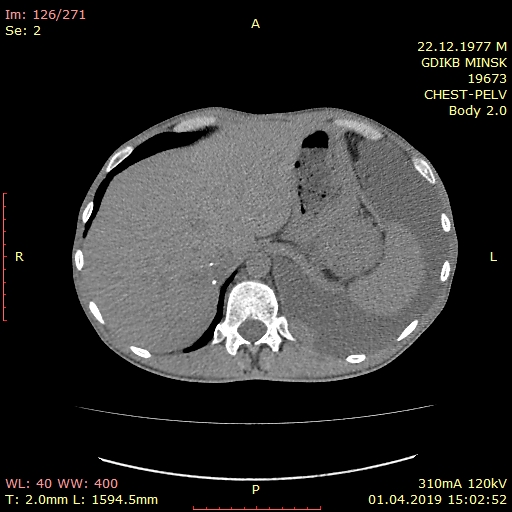 Im: 126/271
Se: 2
A
22.12.1977 M
GDIKB MINSK
19673
CHEST-PELV
Body 2.0
R
L
WL: 40 WW: 400
T: 2.0mm L: 1594.5mm
P
310mA 120kV
01.04.2019 15:02:52